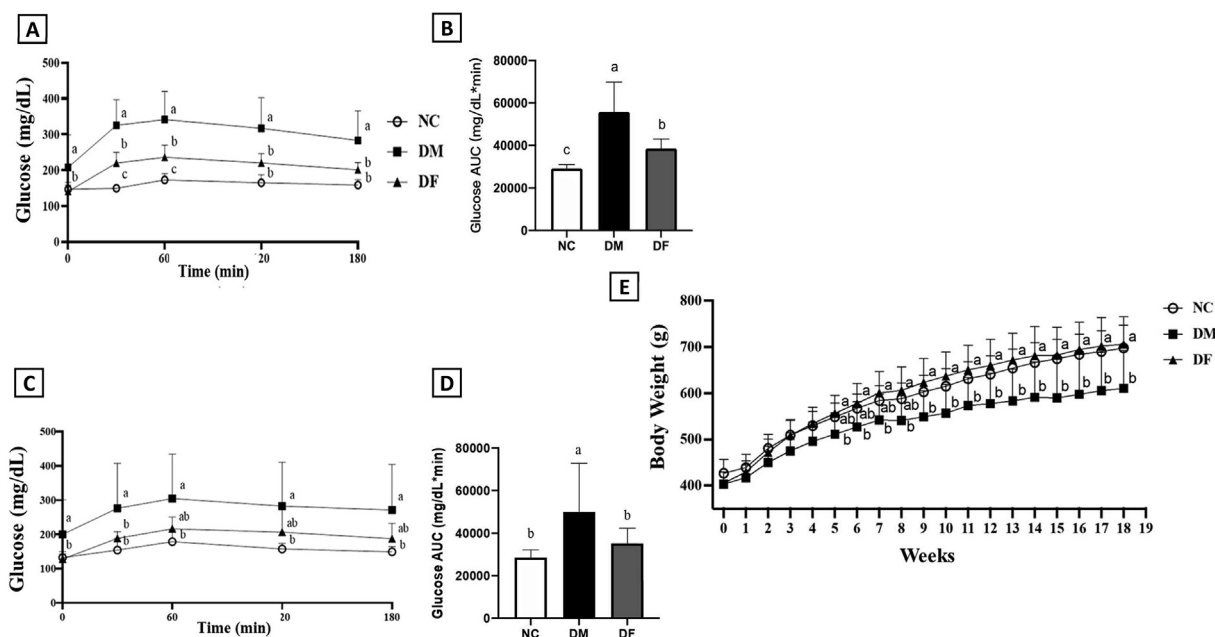 A
500
400
300
200
100
0
Glucose (mg/dL)
a
a
a
a
a
b
b
b
b
b
c
c
b
b
0
60
20
180
Time (min)
NC
DM
DF
B
80000
60000
40000
20000
0
Glucose AUC (mg/dL*min)
c
a
b
NC
DM
DF
C
500
400
300
200
100
0
Glucose (mg/dL)
a
a
a
a
a
b
b
ab
ab
ab
b
b
b
b
0
60
20
180
Time (min)
D
80000
60000
40000
20000
0
Glucose AUC (mg/dL*min)
b
a
b
NC
DM
DF
E
800
700
600
500
400
Body Weight (g)
a
a
a
a
a
a
a
a
a
a
a
a
a
ab
ab
ab
b
b
b
b
b
b
b
b
b
b
b
b
b
0
1
2
3
4
5
6
7
8
9
10
11
12
13
14
15
16
17
18
19
Weeks
NC
DM
DF